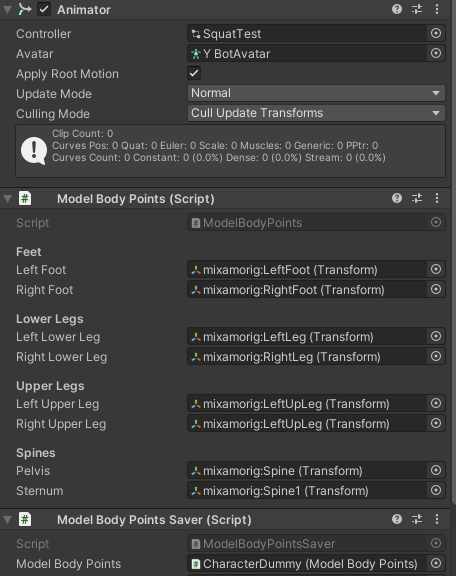 Animator
Controller SquatTest
Avatar Y BotAvatar
Apply Root Motion
Update Mode Normal
Culling Mode Cull Update Transforms
Clip Count: 0
Curves Pos: 0 Quat: 0 Euler: 0 Scale: 0 Muscles: 0 Generic: 0 PPtr: 0
Curves Count: 0 Constant: 0 (0.0%) Dense: 0 (0.0%) Stream: 0 (0.0%)
# Model Body Points (Script)
Script # ModelBodyPoints
Feet
Left Foot mixamorig:LeftFoot (Transform)
Right Foot mixamorig:RightFoot (Transform)
Lower Legs
Left Lower Leg mixamorig:LeftLeg (Transform)
Right Lower Leg mixamorig:RightLeg (Transform)
Upper Legs
Left Upper Leg mixamorig:LeftUpLeg (Transform)
Right Upper Leg mixamorig:LeftUpLeg (Transform)
Spines
Pelvis mixamorig:Spine (Transform)
Sternum mixamorig:Spine1 (Transform)
# Model Body Points Saver (Script)
Script # ModelBodyPointsSaver
Model Body Points # CharacterDummy (Model Body Points)